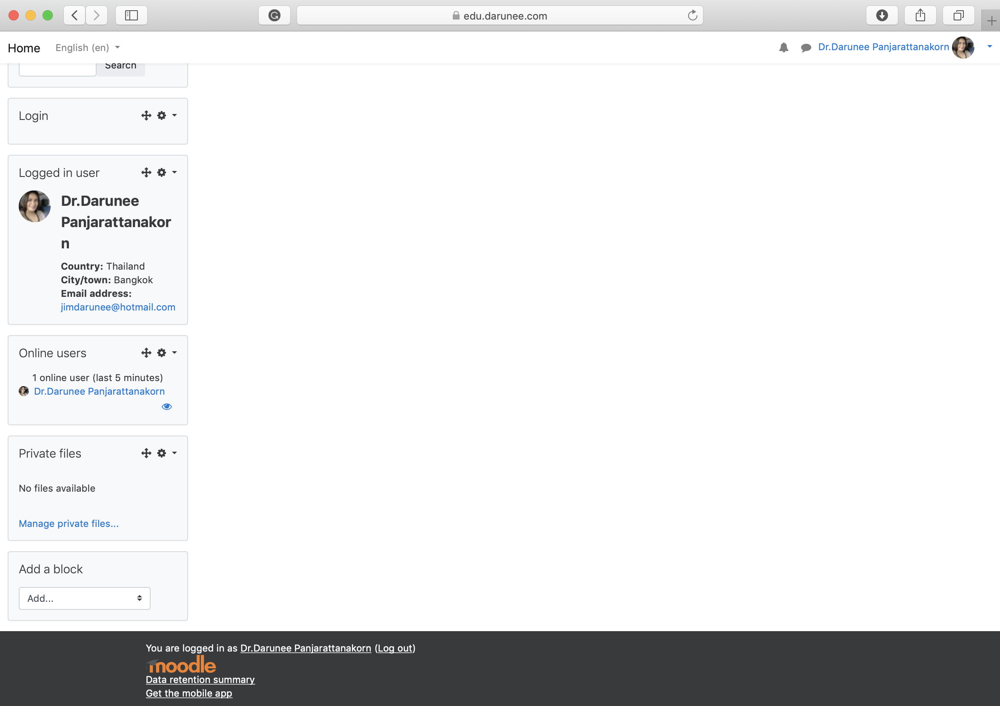 edu.darunee.com
Home English (en) Dr.Darunee Panjarattanakorn
Search
Login
Logged in user
Dr.Darunee
Panjarattanakor
n
Country: Thailand
City/town: Bangkok
Email address:
jimdarunee@hotmail.com
Online users
1 online user (last 5 minutes)
Dr.Darunee Panjarattanakorn
Private files
No files available
Manage private files...
Add a block
Add...
You are logged in as Dr.Darunee Panjarattanakorn (Log out)
moodle
Data retention summary
Get the mobile app